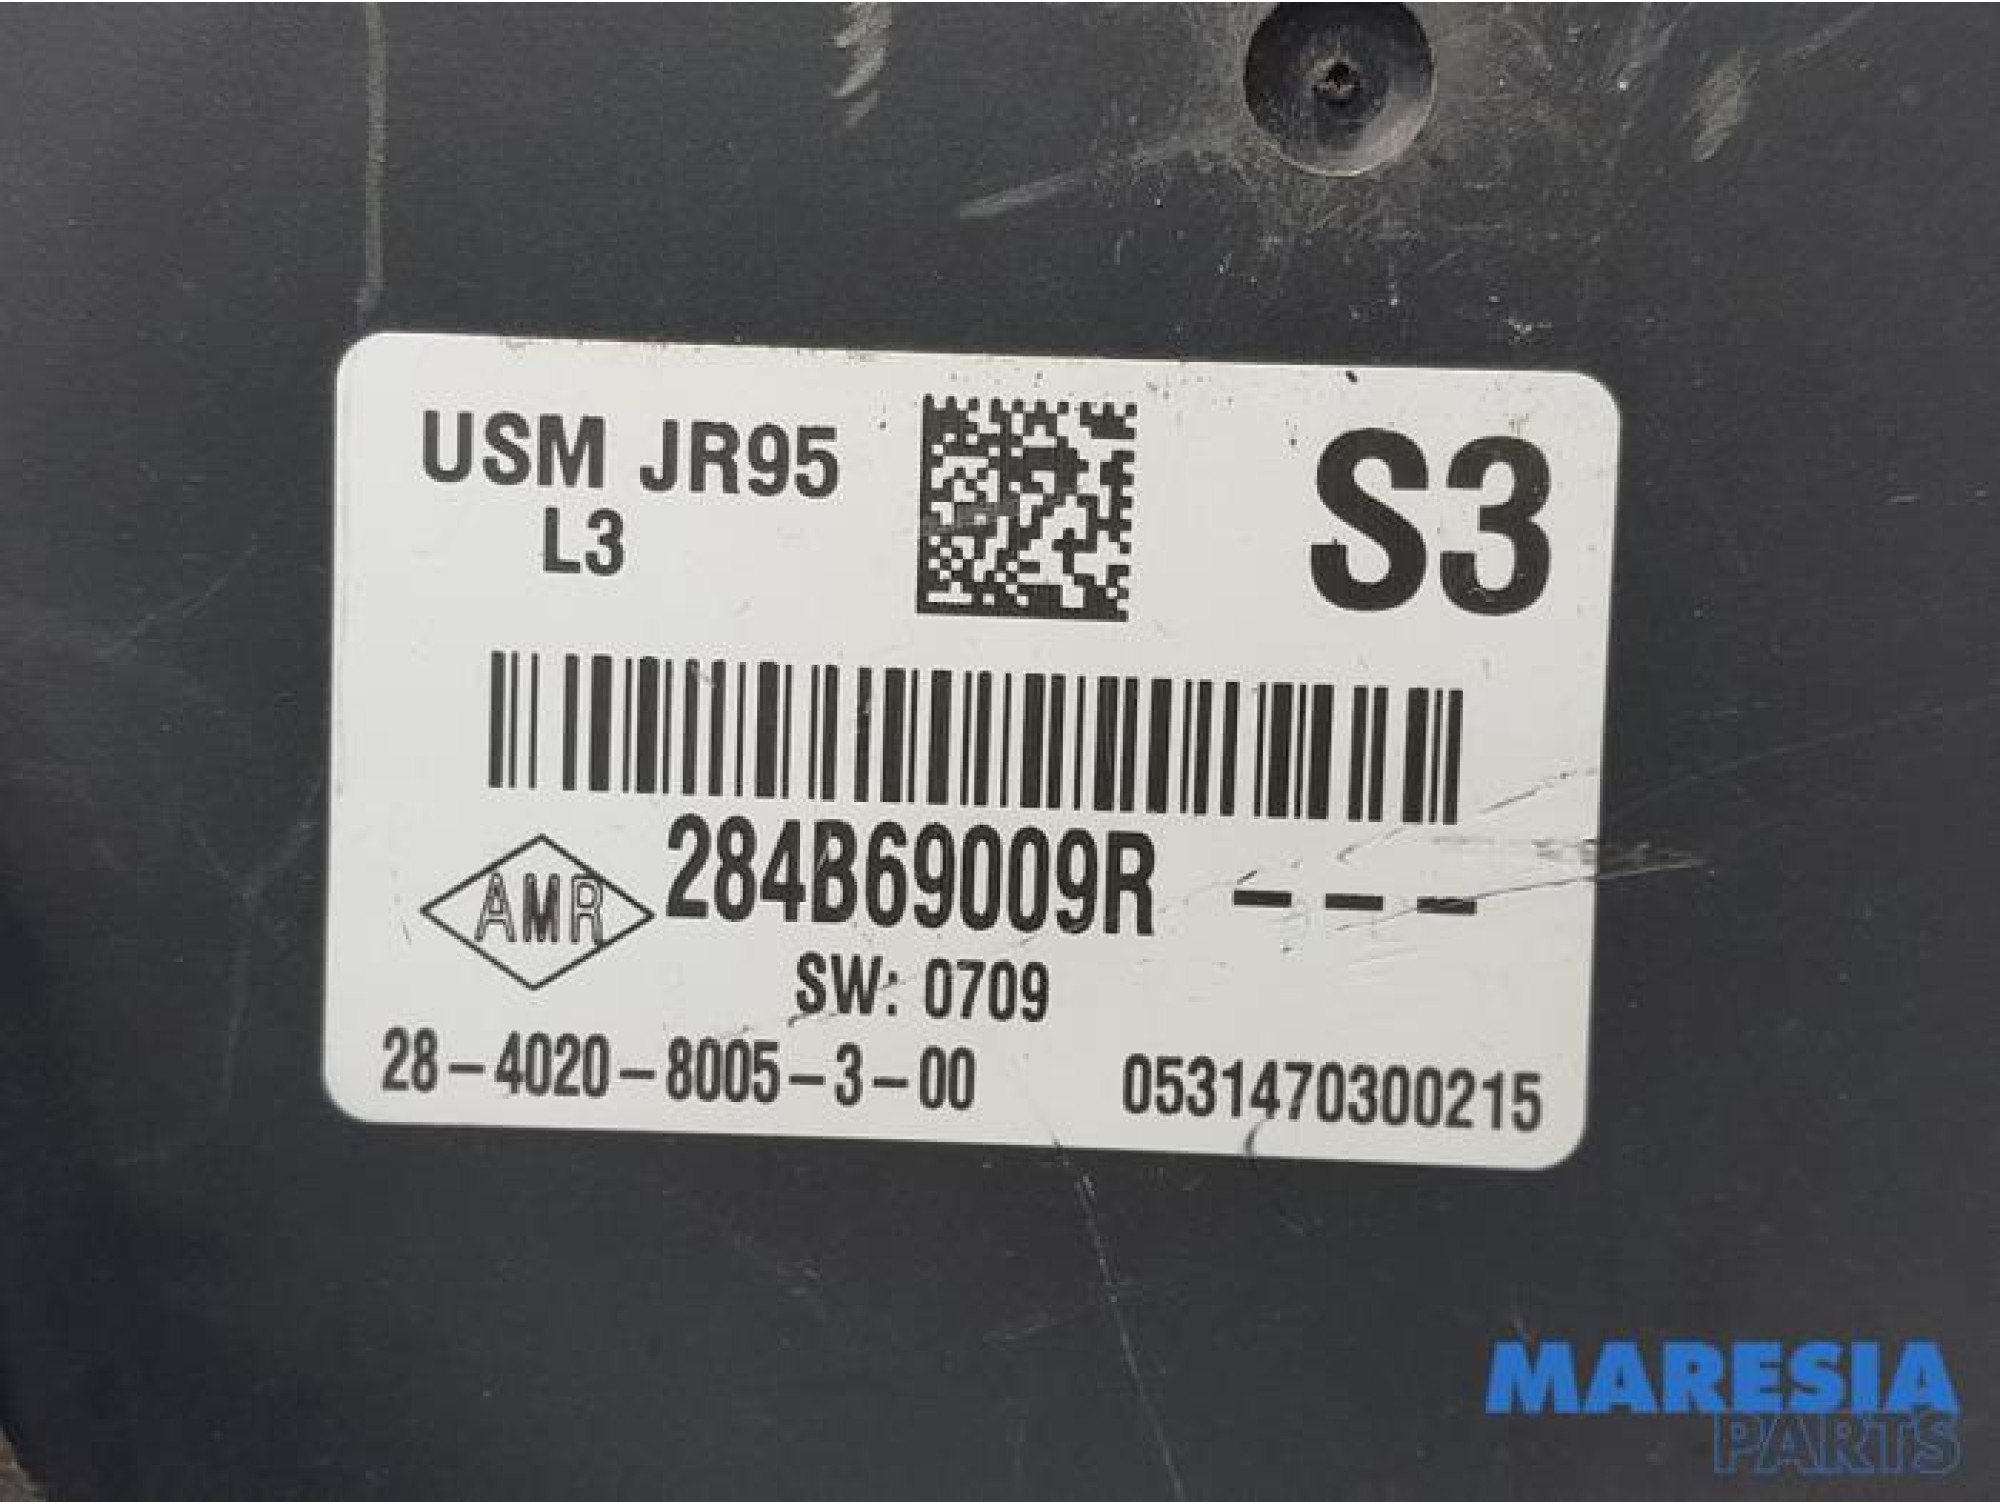 USM JR95
L3
S3
AMR
284B69009R - - -
SW: 0709
28-4020-8005-3-00 0531470300215
MARESIA
PARTS